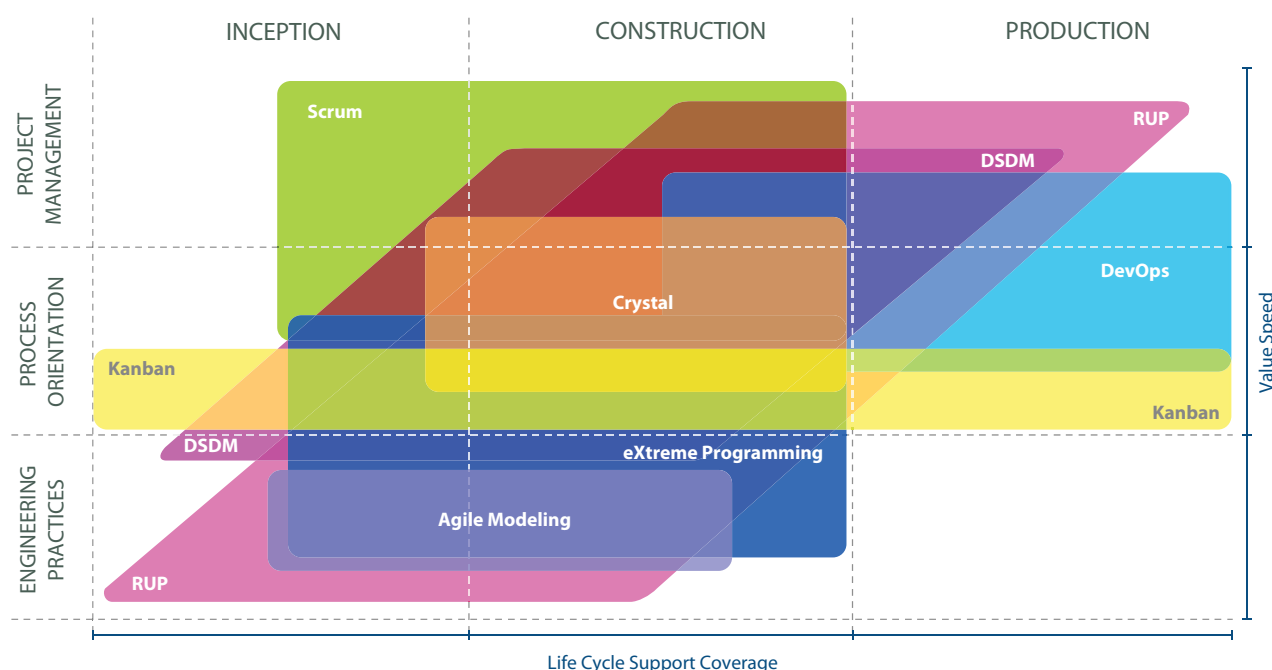 INCEPTION
CONSTRUCTION
PRODUCTION
PROJECT
MANAGEMENT
Scrum
RUP
DSDM
DevOps
PROCESS
ORIENTATION
Crystal
Value Speed
Kanban
Kanban
DSDM
eXtreme Programming
ENGINEERING
PRACTICES
Agile Modeling
RUP
Life Cycle Support Coverage